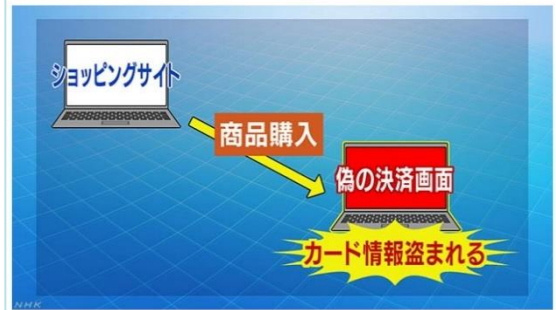 ショッピングサイト
商品購入
偽の決済画面
カード情報盗まれる
NHK